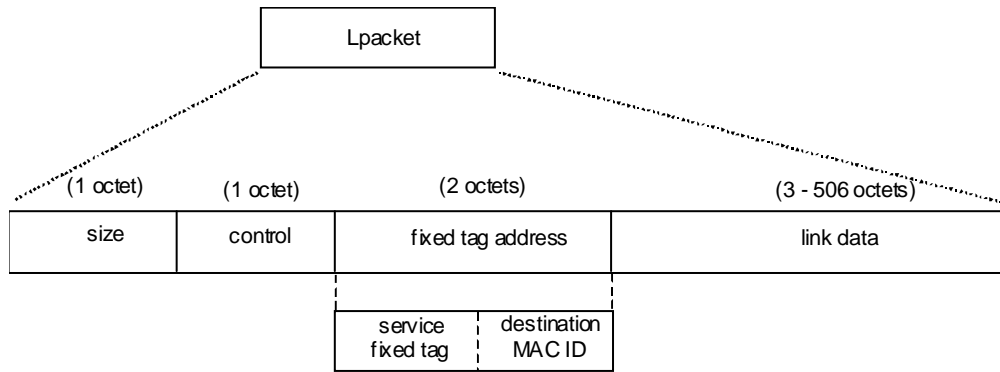 Lpacket
(1 octet) (1 octet) (2 octets) (3 - 506 octets)
size control fixed tag address link data
service destination
fixed tag MAC ID